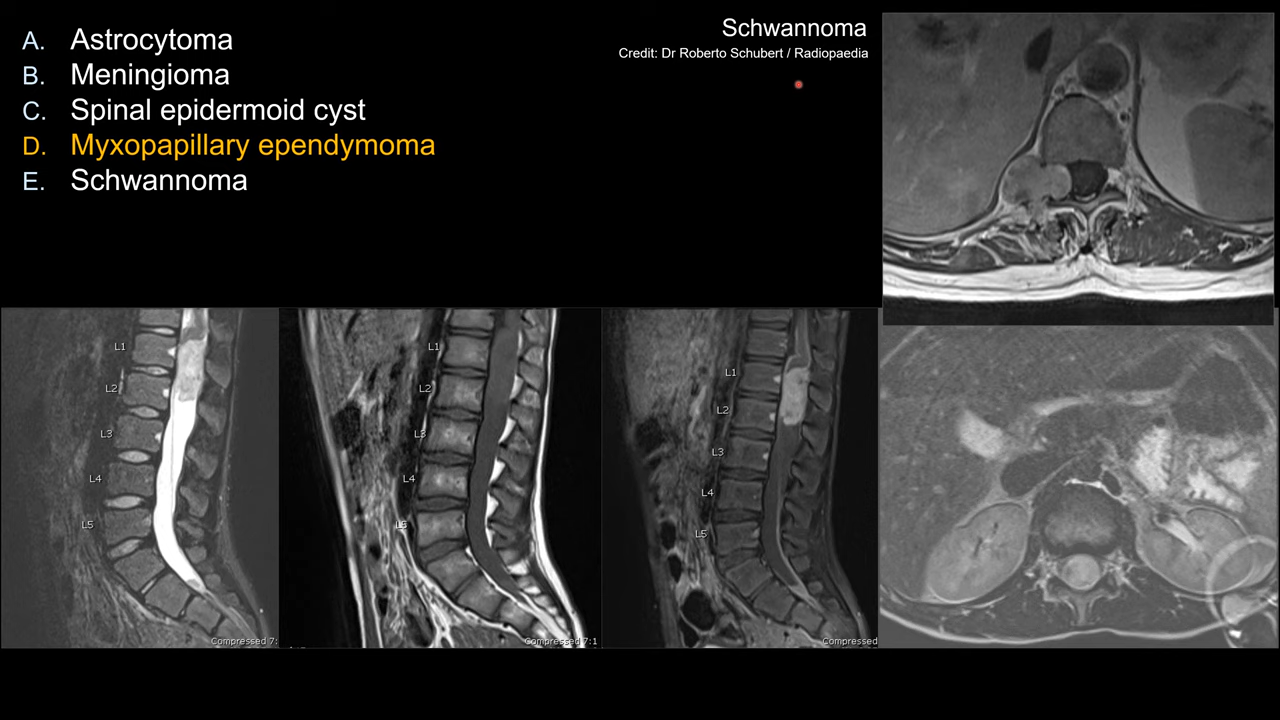 A. Astrocytoma
B. Meningioma
C. Spinal epidermoid cyst
D. Myxopapillary ependymoma
E. Schwannoma
Schwannoma
Credit: Dr Roberto Schubert / Radiopaedia
L1
L2
L3
L4
L5
Compressed 7:
L1
L2
L3
L4
L5
Compressed 7:1
L1
L2
L3
L4
L5
Compressed